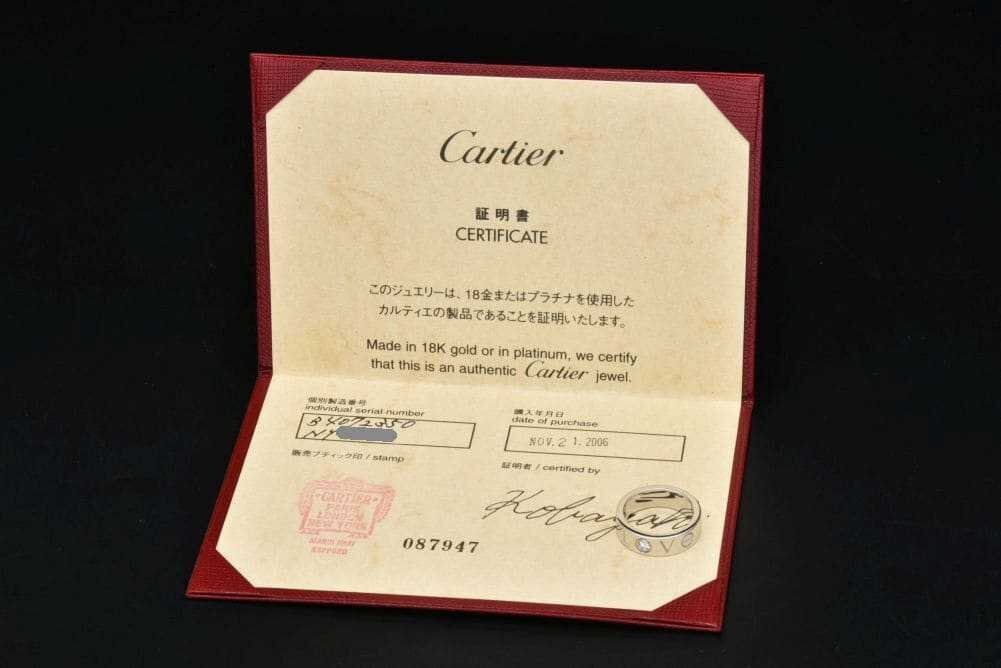 Cartier
証明書
CERTIFICATE
このジュエリーは、18金またはプラチナを使用した
カルティエの製品であることを証明いたします。
Made in 18K gold or in platinum, we certify
that this is an authentic Cartier jewel.
個別製造番号
individual serial number
B4072350
NY
購入年月日
date of purchase
NOV. 21. 2006
販売ブティック印 / stamp
証明者 / certified by
CARTIER
PARIS
LONDON
NEW YORK
SAPPORO
087947
LOVE